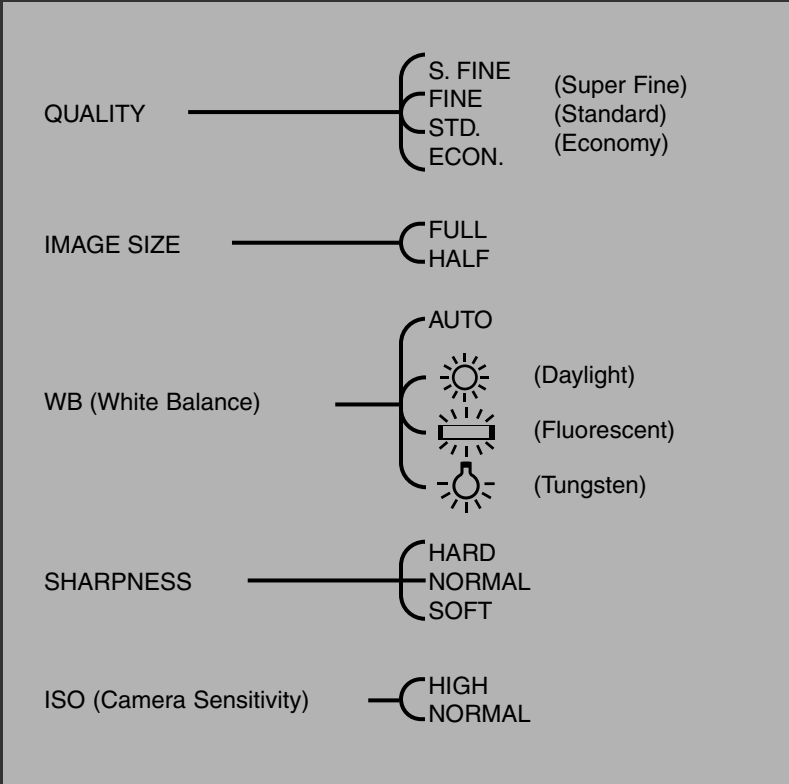 QUALITY
S. FINE (Super Fine)
FINE (Standard)
STD. (Economy)
ECON.
IMAGE SIZE
FULL
HALF
WB (White Balance)
AUTO
(Daylight)
(Fluorescent)
(Tungsten)
SHARPNESS
HARD
NORMAL
SOFT
ISO (Camera Sensitivity)
HIGH
NORMAL